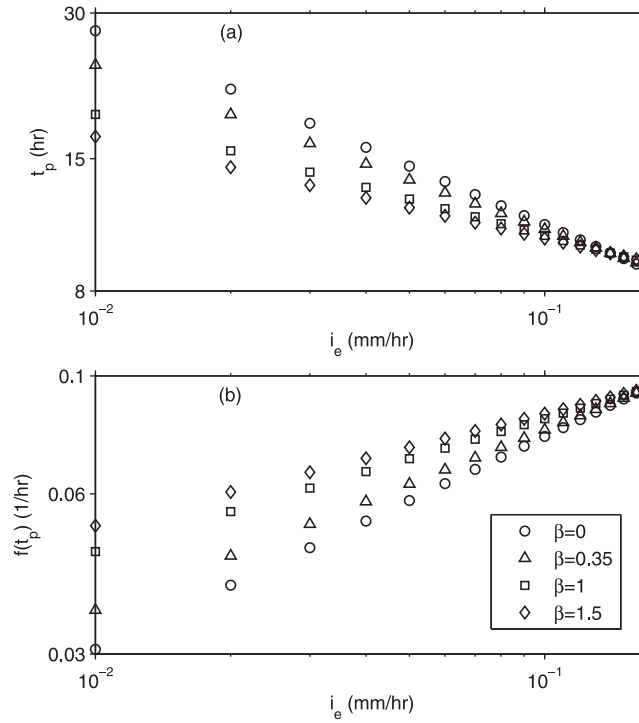 30
(a)
15
t_p (hr)
8
10^-2
10^-1
i_e (mm/hr)
0.1
(b)
0.06
f(t_p) (1/hr)
β=0
β=0.35
β=1
β=1.5
0.03
10^-2
10^-1
i_e (mm/hr)